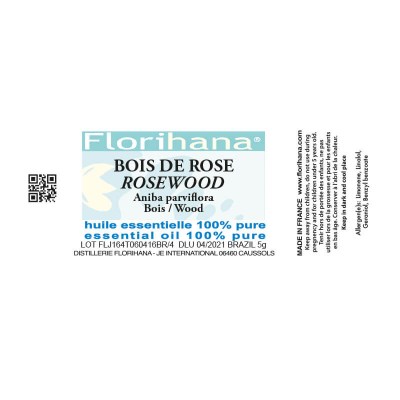 Florihana®
BOIS DE ROSE
ROSEWOOD
Aniba parviflora
Bois / Wood
huile essentielle 100% pure
essential oil 100% pure
LOT FLJ164T060416BR/4 DLU 04/2021 BRAZIL 5g
DISTILLERIE FLORIHANA - JE INTERNATIONAL 06460 CAUSSOLS
MADE IN FRANCE www.florihana.com
Keep away from children, do not use during
pregnancy and for children under 5 years old.
Tenir hors de portée des enfants, ne pas
utiliser lors de la grossesse et pour les enfants
en bas âge. Conserver à l'abri de la chaleur.
Keep in dark and cool place
Allergen(s): Limonene, Linalol,
Geraniol, Benzyl benzoate